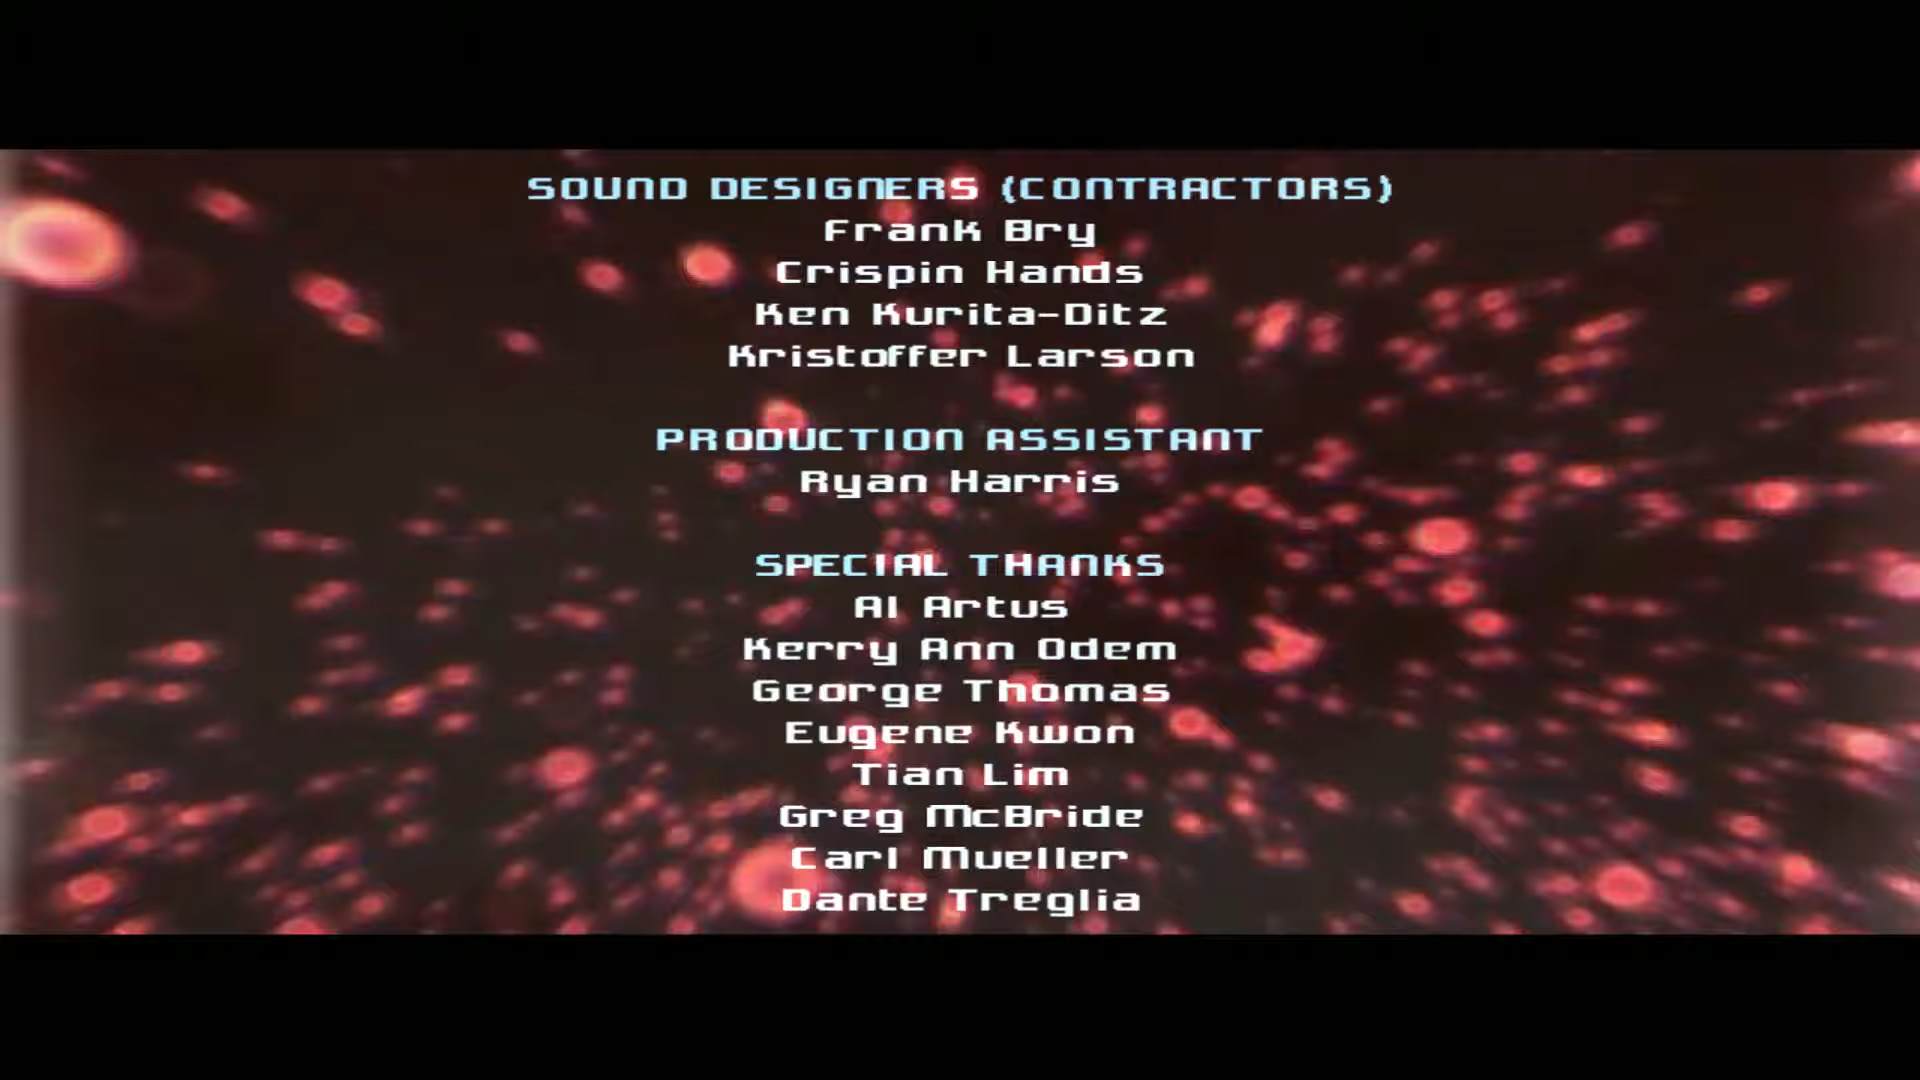 SOUND DESIGNERS (CONTRACTORS)
Frank Bry
Crispin Hands
Ken Kurita-Ditz
Kristoffer Larson
PRODUCTION ASSISTANT
Ryan Harris
SPECIAL THANKS
Al Artus
Kerry Ann Odem
George Thomas
Eugene Kwon
Tian Lim
Greg McBride
Carl Mueller
Dante Treglia